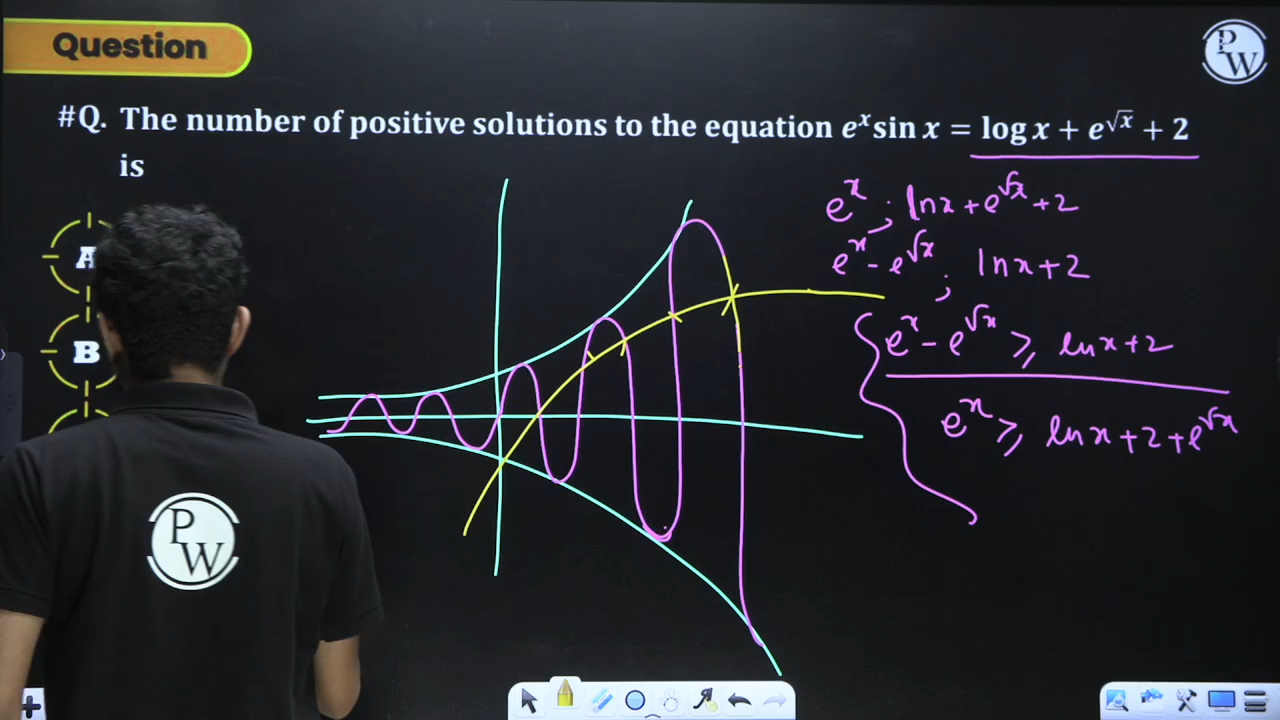 Question
PW
#Q. The number of positive solutions to the equation e^x sin x = log x + e^√x + 2
is
e^x ; ln x + e^√x + 2
A
e^x - e^√x ; ln x + 2
B
e^x - e^√x ⩾ ln x + 2
e^x ⩾ ln x + 2 + e^√x
PW